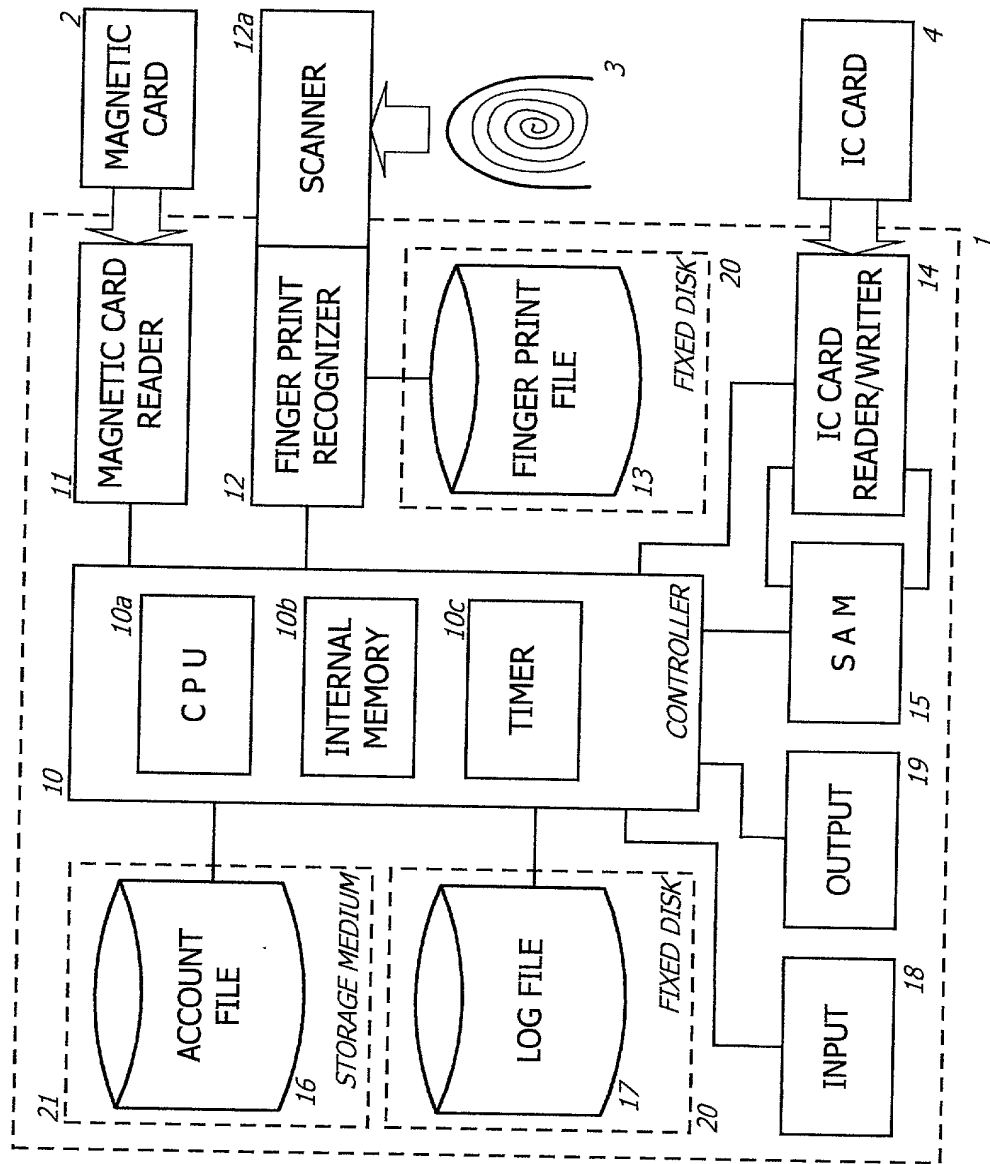 2
MAGNETIC
CARD
12a
SCANNER
3
IC CARD
4
11
MAGNETIC CARD
READER
12
FINGER PRINT
RECOGNIZER
FINGER PRINT
FILE
13
FIXED DISK
20
IC CARD
READER/WRITER
14
1
10
10a
C P U
10b
INTERNAL
MEMORY
10c
TIMER
CONTROLLER
S A M
15
21
ACCOUNT
FILE
16
STORAGE MEDIUM
LOG FILE
17
FIXED DISK
20
INPUT
18
OUTPUT
19